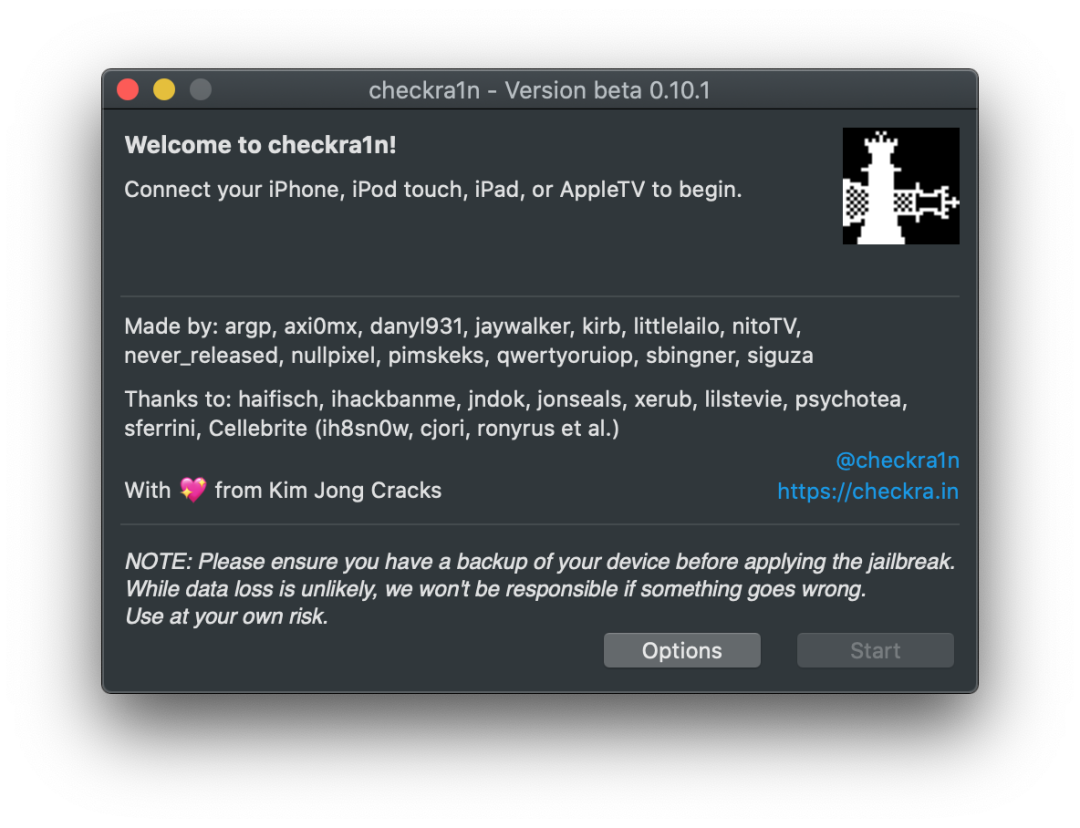 checkra1n - Version beta 0.10.1
Welcome to checkra1n!
Connect your iPhone, iPod touch, iPad, or AppleTV to begin.
Made by: argp, axi0mx, danyl931, jaywalker, kirb, littlelailo, nitoTV,
never_released, nullpixel, pimskeks, qwertyoruiop, sbingner, siguza
Thanks to: haifisch, ihackbanme, jndok, jonseals, xerub, lilstevie, psychotea,
sferrini, Cellebrite (ih8sn0w, cjori, ronyrus et al.)
@checkra1n
With 💖 from Kim Jong Cracks
https://checkra.in
NOTE: Please ensure you have a backup of your device before applying the jailbreak.
While data loss is unlikely, we won't be responsible if something goes wrong.
Use at your own risk.
Options
Start